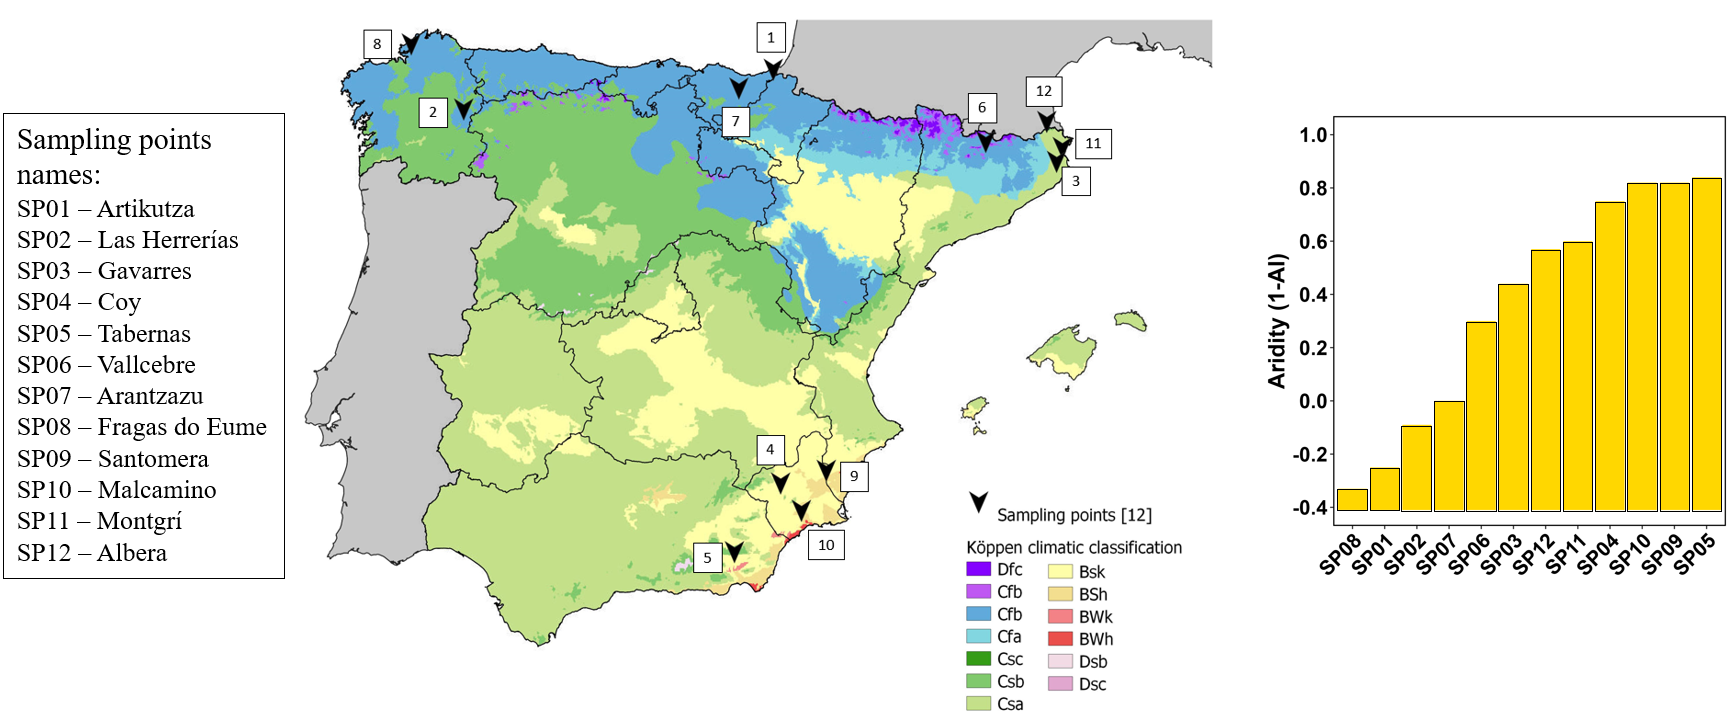 Sampling points
names:
SP01 – Artikutza
SP02 – Las Herrerías
SP03 – Gavarres
SP04 – Coy
SP05 – Tabernas
SP06 – Vallcebre
SP07 – Arantzazu
SP08 – Fragas do Eume
SP09 – Santomera
SP10 – Malcamino
SP11 – Montgrí
SP12 – Albera
8
1
2
7
6
12
11
3
4
9
5
10
Sampling points [12]
Köppen climatic classification
Dfc
Cfb
Cfb
Cfa
Csc
Csb
Csa
Bsk
BSh
BWk
BWh
Dsb
Dsc
Aridity (1-AI)
1.0
0.8
0.6
0.4
0.2
0.0
-0.2
-0.4
SP08
SP01
SP02
SP07
SP06
SP03
SP12
SP11
SP04
SP10
SP09
SP05